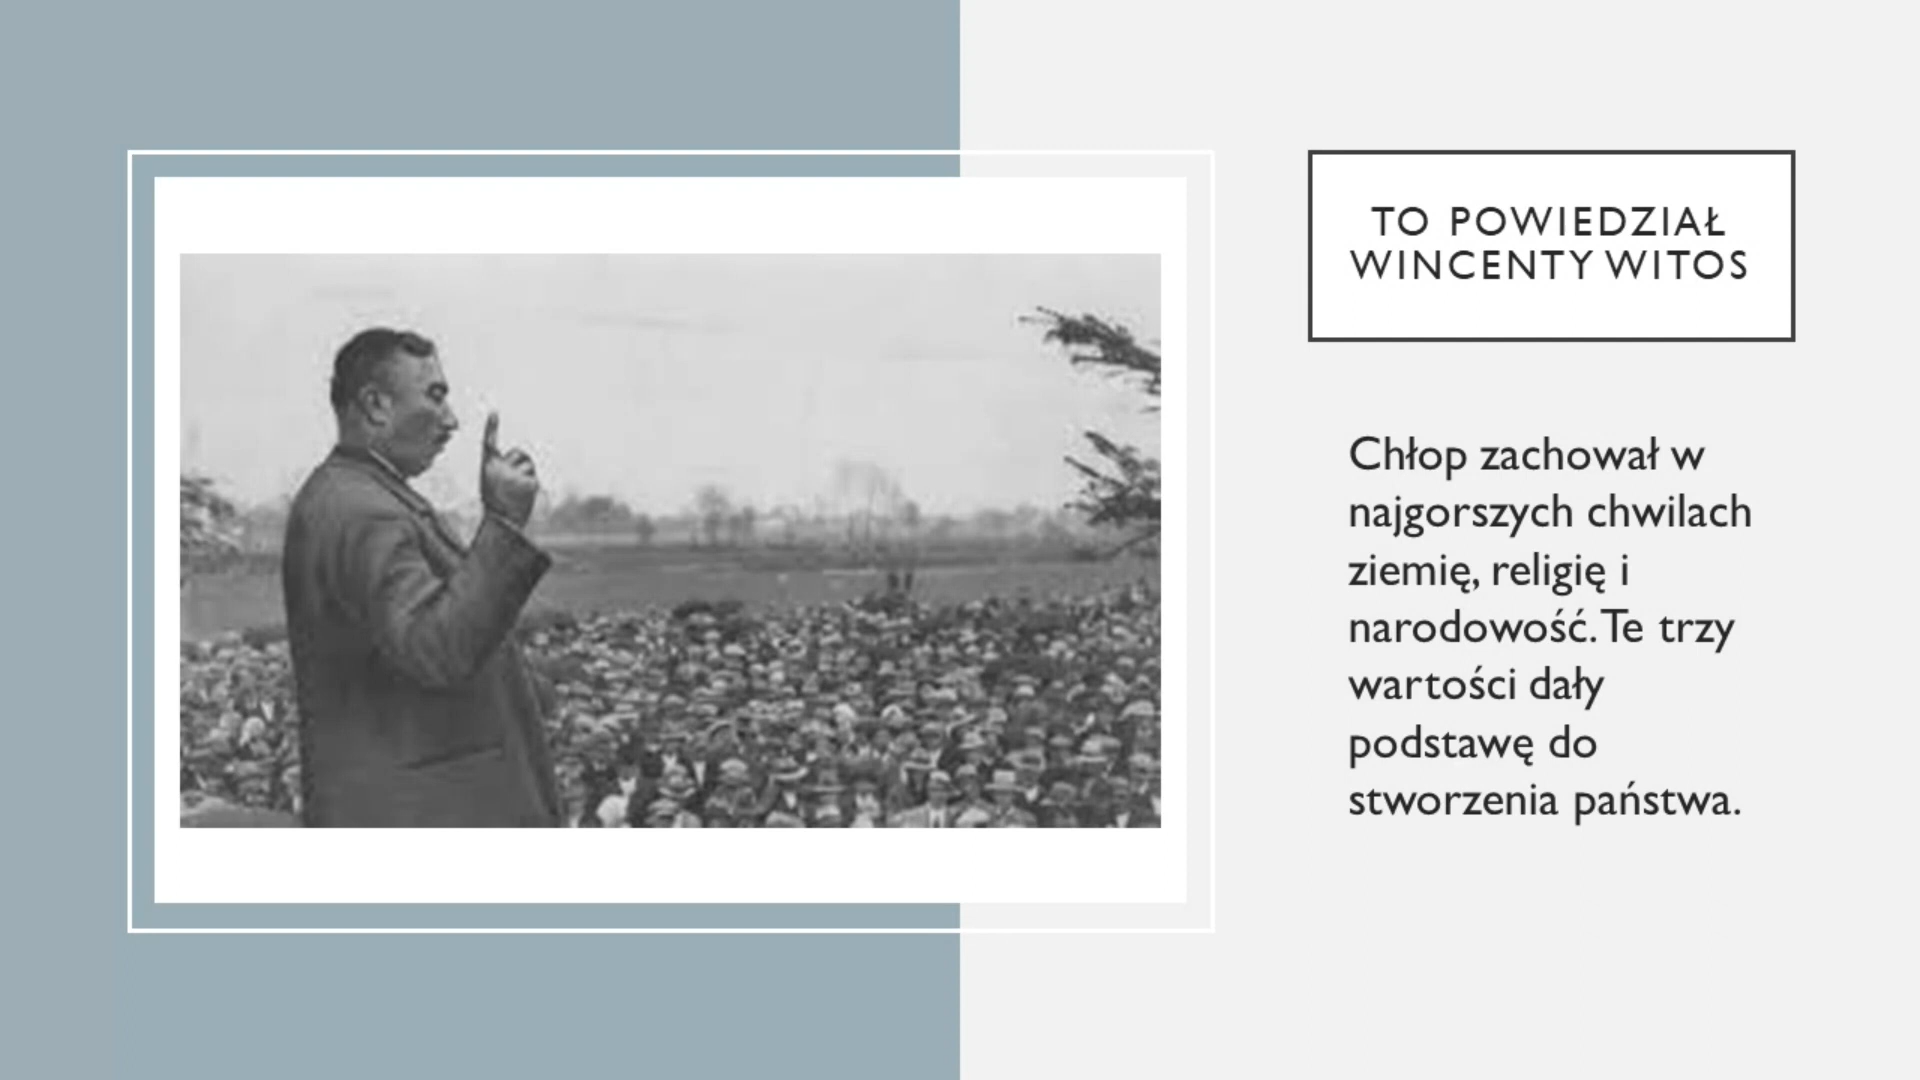 TO POWIEDZIAŁ
WINCENTY WITOS
Chłop zachował w
najgorszych chwilach
ziemię, religię i
narodowość. Te trzy
wartości dały
podstawę do
stworzenia państwa.